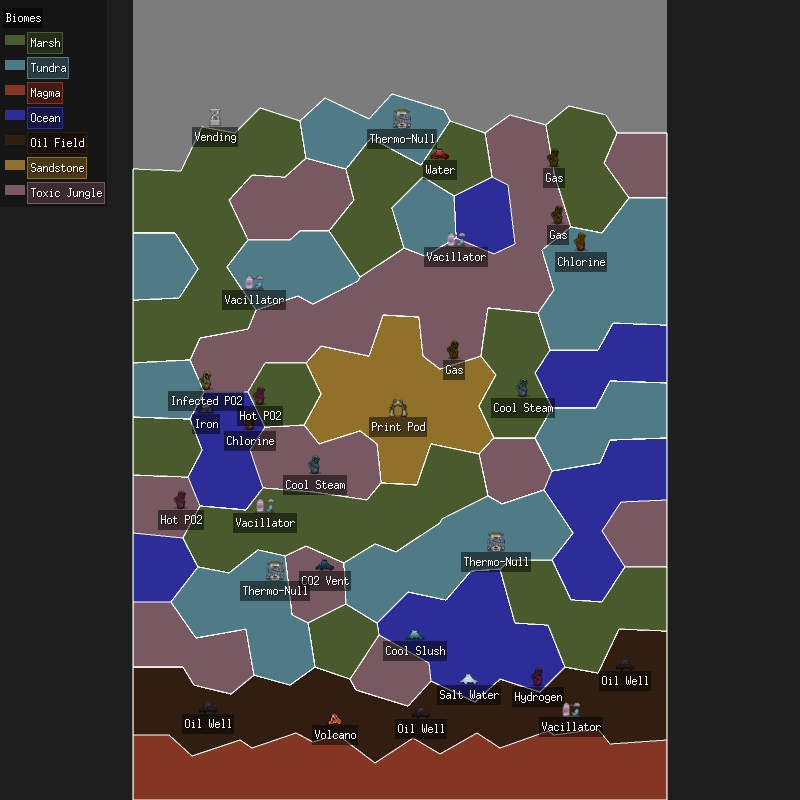 Biomes
Marsh
Tundra
Magma
Ocean
Oil Field
Sandstone
Toxic Jungle
Vending
Thermo-Null
Water
Gas
Gas
Chlorine
Vacillator
Vacillator
Gas
Infected PO2
Hot PO2
Cool Steam
Iron
Print Pod
Chlorine
Cool Steam
Hot PO2
Vacillator
Thermo-Null
CO2 Vent
Thermo-Null
Cool Slush
Oil Well
Salt Water
Hydrogen
Oil Well
Oil Well
Vacillator
Volcano